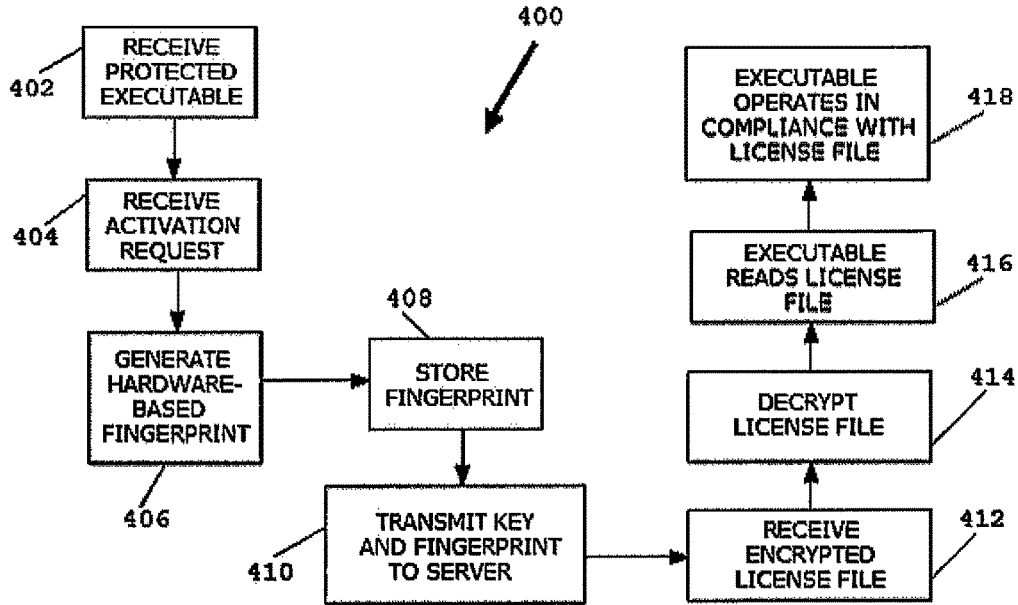 400
RECEIVE
PROTECTED
EXECUTABLE
402
RECEIVE
ACTIVATION
REQUEST
404
GENERATE
HARDWARE-
BASED
FINGERPRINT
406
408
STORE
FINGERPRINT
TRANSMIT KEY
AND FINGERPRINT
TO SERVER
410
RECEIVE
ENCRYPTED
LICENSE FILE
412
DECRYPT
LICENSE FILE
414
EXECUTABLE
READS LICENSE
FILE
416
EXECUTABLE
OPERATES IN
COMPLIANCE WITH
LICENSE FILE
418